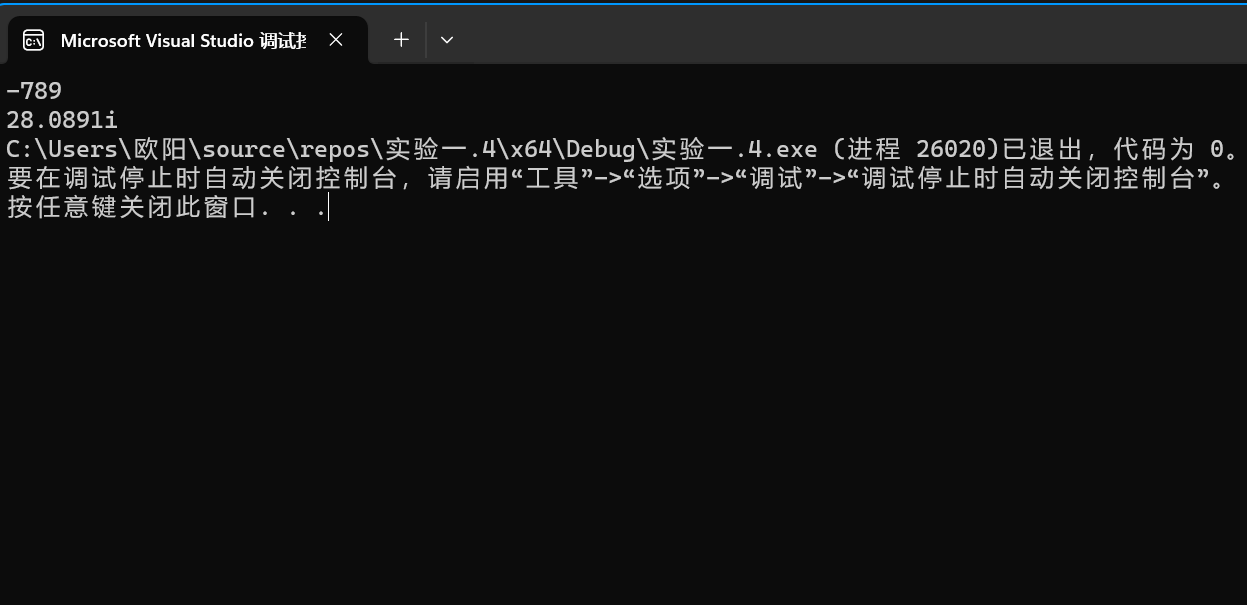 Microsoft Visual Studio 调试
-789
28.0891i
C:\Users\欧阳\source\repos\实验一.4\x64\Debug\实验一.4.exe (进程 26020)已退出，代码为 0。
要在调试停止时自动关闭控制台，请启用“工具”->“选项”->“调试”->“调试停止时自动关闭控制台”。
按任意键关闭此窗口. . .